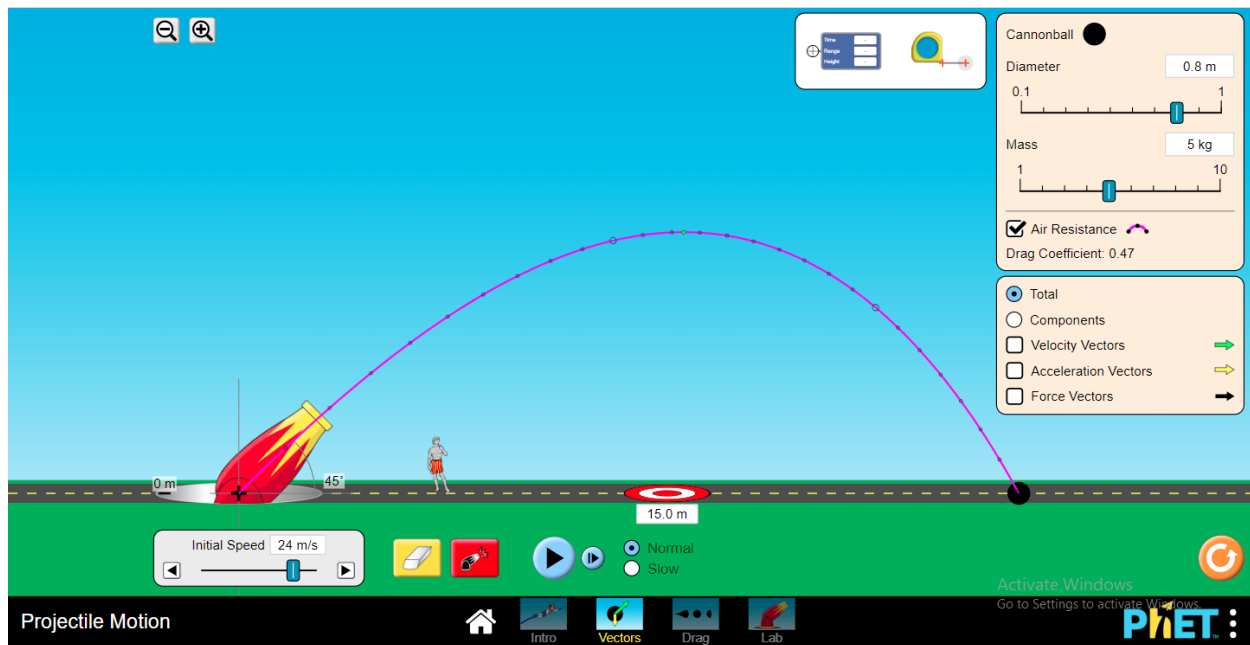 Time -
Range -
Height -
Cannonball
Diameter
0.8 m
0.1
1
Mass
5 kg
1
10
Air Resistance
Drag Coefficient: 0.47
Total
Components
Velocity Vectors
Acceleration Vectors
Force Vectors
0 m
45°
15.0 m
Initial Speed
24 m/s
Normal
Slow
Activate Windows
Go to Settings to activate Windows.
Projectile Motion
Intro
Vectors
Drag
Lab
PhET